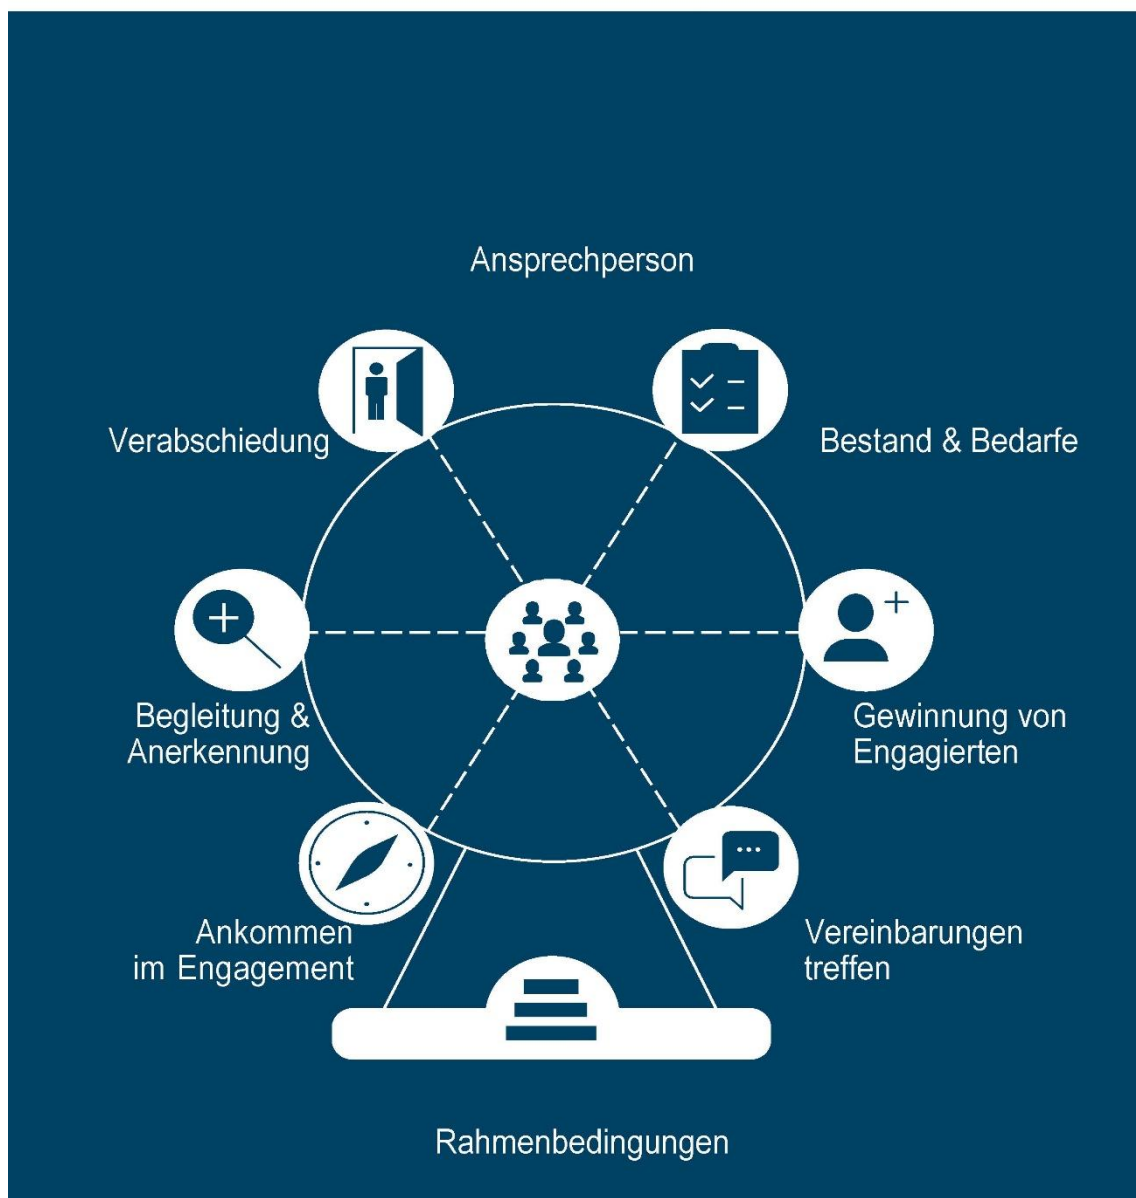 Ansprechperson
Verabschiedung
Bestand & Bedarfe
Begleitung &
Anerkennung
Gewinnung von
Engagierten
Ankommen
im Engagement
Vereinbarungen
treffen
Rahmenbedingungen